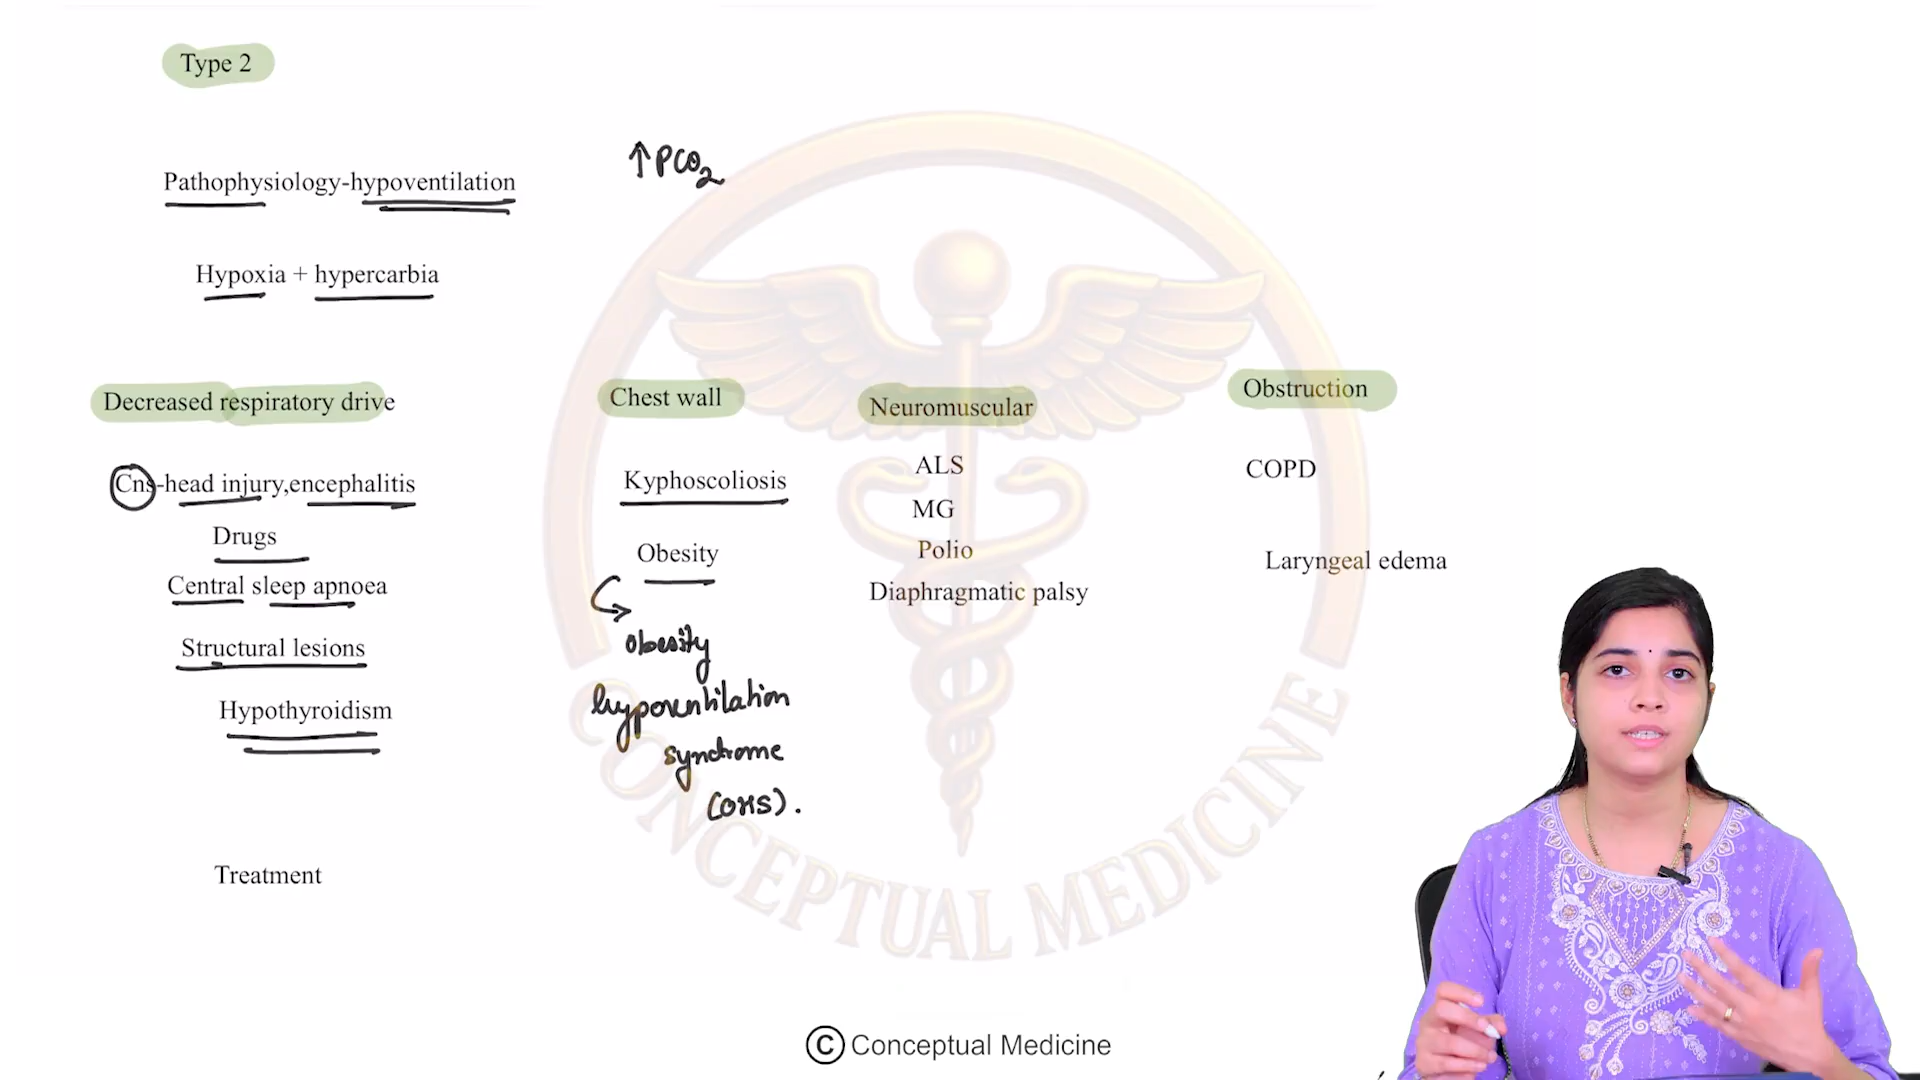 Type 2
Pathophysiology-hypoventilation
↑PCO2
Hypoxia + hypercarbia
Decreased respiratory drive
Cns-head injury,encephalitis
Drugs
Central sleep apnoea
Structural lesions
Hypothyroidism
Chest wall
Kyphoscoliosis
Obesity
Obesity
hypoventilation
syndrome
(OHS).
Neuromuscular
ALS
MG
Polio
Diaphragmatic palsy
Obstruction
COPD
Laryngeal edema
Treatment
CONCEPTUAL MEDICINE
© Conceptual Medicine